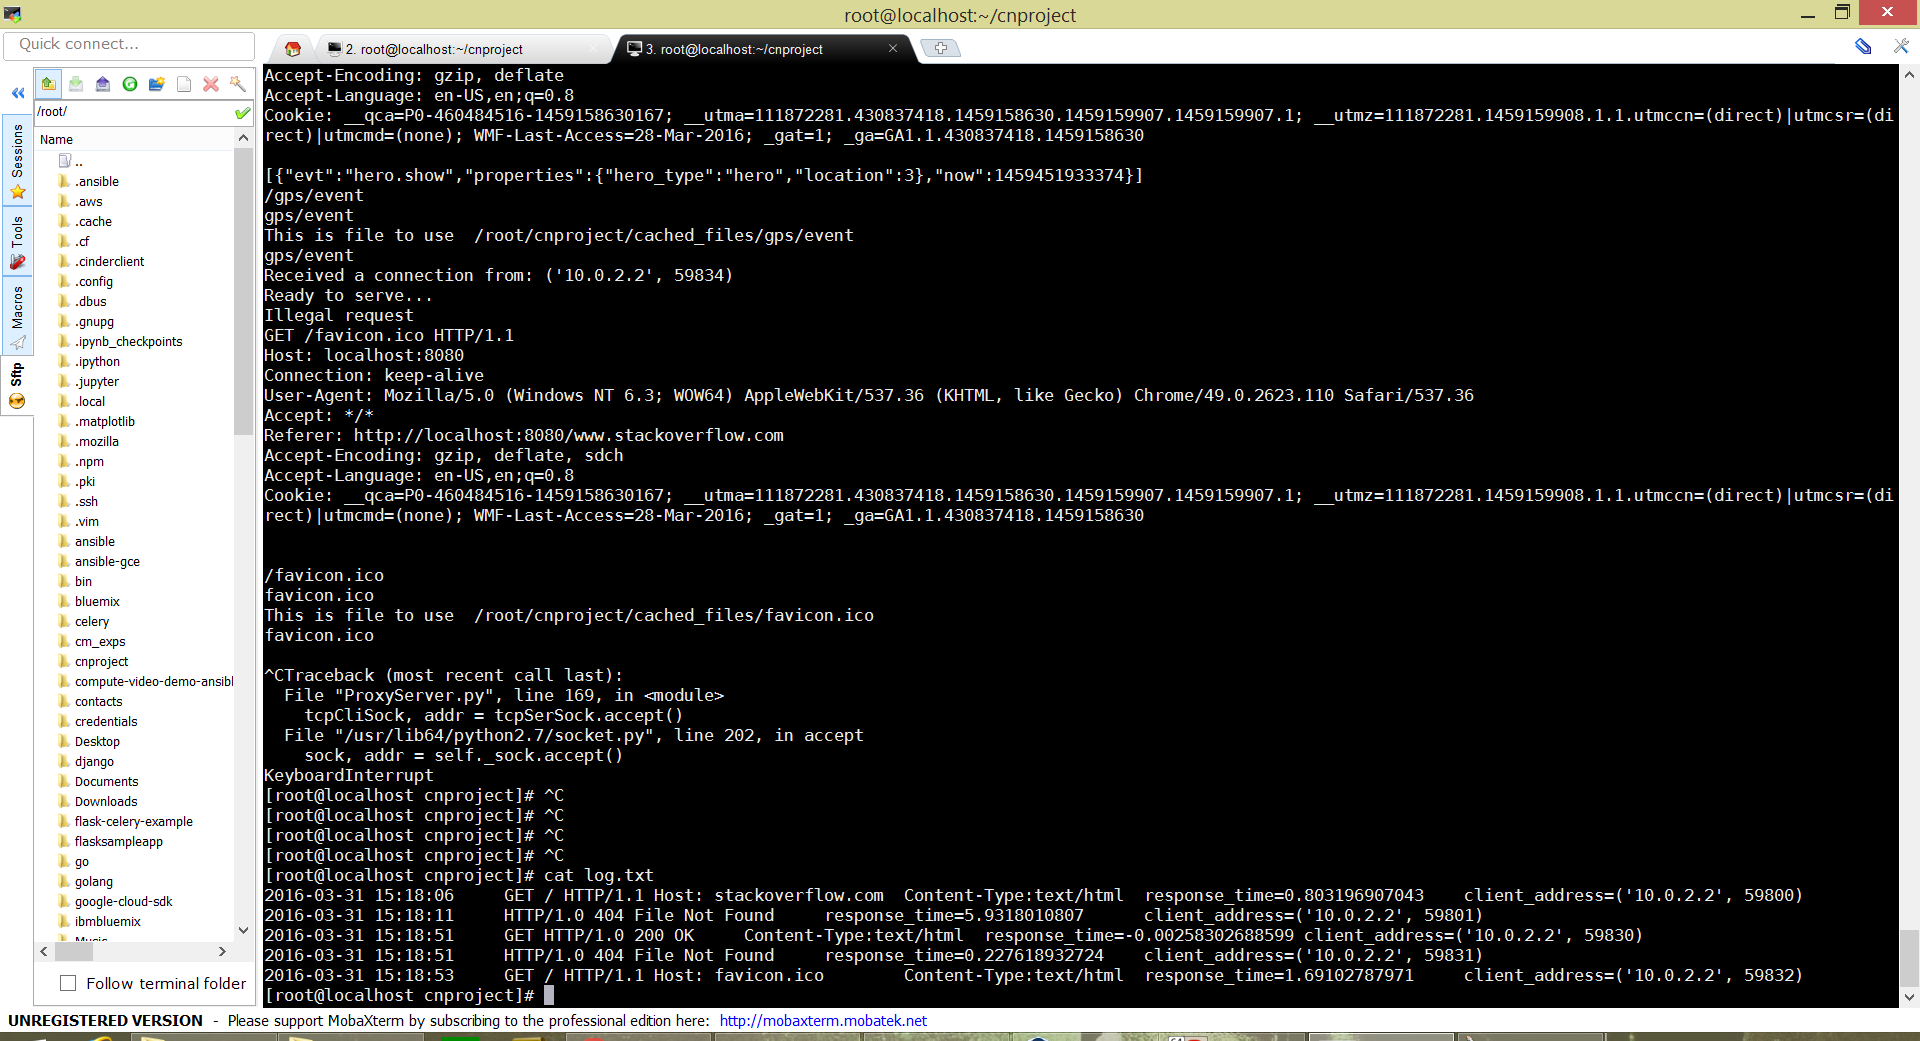 root@localhost:~/cnproject
Quick connect...
2. root@localhost:~/cnproject
3. root@localhost:~/cnproject
/root/
Name
..
.ansible
.aws
.cache
.cf
.cinderclient
.config
.dbus
.gnupg
.ipynb_checkpoints
.ipython
.jupyter
.local
.matplotlib
.mozilla
.npm
.pki
.ssh
.vim
ansible
ansible-gce
bin
bluemix
celery
cm_exps
cnproject
compute-video-demo-ansibl
contacts
credentials
Desktop
django
Documents
Downloads
flask-celery-example
flasksampleapp
go
golang
google-cloud-sdk
ibmbluemix
Music
Sessions
Tools
Macros
Sftp
Follow terminal folder
Accept-Encoding: gzip, deflate
Accept-Language: en-US,en;q=0.8
Cookie: __qca=P0-460484516-1459158630167; __utma=111872281.430837418.1459158630.1459159907.1459159907.1; __utmz=111872281.1459159908.1.1.utmccn=(direct)|utmcsr=(di
rect)|utmcmd=(none); WMF-Last-Access=28-Mar-2016; _gat=1; _ga=GA1.1.430837418.1459158630
[{"evt":"hero.show","properties":{"hero_type":"hero","location":3},"now":1459451933374}]
/gps/event
gps/event
This is file to use  /root/cnproject/cached_files/gps/event
gps/event
Received a connection from: ('10.0.2.2', 59834)
Ready to serve...
Illegal request
GET /favicon.ico HTTP/1.1
Host: localhost:8080
Connection: keep-alive
User-Agent: Mozilla/5.0 (Windows NT 6.3; WOW64) AppleWebKit/537.36 (KHTML, like Gecko) Chrome/49.0.2623.110 Safari/537.36
Accept: */*
Referer: http://localhost:8080/www.stackoverflow.com
Accept-Encoding: gzip, deflate, sdch
Accept-Language: en-US,en;q=0.8
Cookie: __qca=P0-460484516-1459158630167; __utma=111872281.430837418.1459158630.1459159907.1459159907.1; __utmz=111872281.1459159908.1.1.utmccn=(direct)|utmcsr=(di
rect)|utmcmd=(none); WMF-Last-Access=28-Mar-2016; _gat=1; _ga=GA1.1.430837418.1459158630
/favicon.ico
favicon.ico
This is file to use  /root/cnproject/cached_files/favicon.ico
favicon.ico
^CTraceback (most recent call last):
  File "ProxyServer.py", line 169, in <module>
    tcpCliSock, addr = tcpSerSock.accept()
  File "/usr/lib64/python2.7/socket.py", line 202, in accept
    sock, addr = self._sock.accept()
KeyboardInterrupt
[root@localhost cnproject]# ^C
[root@localhost cnproject]# ^C
[root@localhost cnproject]# ^C
[root@localhost cnproject]# ^C
[root@localhost cnproject]# cat log.txt
2016-03-31 15:18:06     GET / HTTP/1.1 Host: stackoverflow.com  Content-Type:text/html  response_time=0.803196907043    client_address=('10.0.2.2', 59800)
2016-03-31 15:18:11     HTTP/1.0 404 File Not Found     response_time=5.9318010807      client_address=('10.0.2.2', 59801)
2016-03-31 15:18:51     GET HTTP/1.0 200 OK     Content-Type:text/html  response_time=-0.00258302688599 client_address=('10.0.2.2', 59830)
2016-03-31 15:18:51     HTTP/1.0 404 File Not Found     response_time=0.227618932724    client_address=('10.0.2.2', 59831)
2016-03-31 15:18:53     GET / HTTP/1.1 Host: favicon.ico        Content-Type:text/html  response_time=1.69102787971     client_address=('10.0.2.2', 59832)
[root@localhost cnproject]#
UNREGISTERED VERSION - Please support MobaXterm by subscribing to the professional edition here: http://mobaxterm.mobatek.net